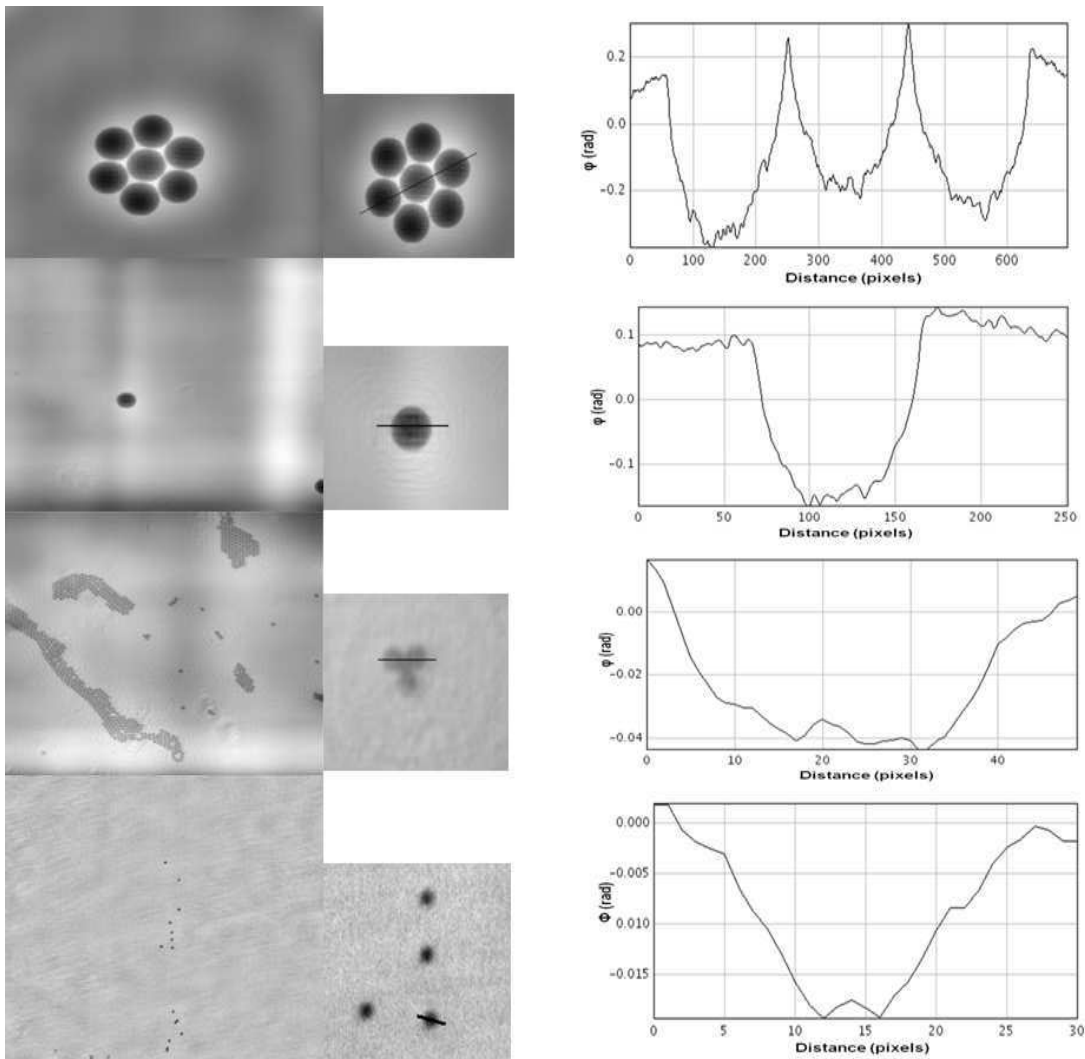 0.2
0.0
−0.2
φ (rad)
100 200 300 400 500 600
Distance (pixels)
0.1
0.0
−0.1
φ (rad)
0 50 100 150 200 250
Distance (pixels)
0.00
−0.02
−0.04
φ (rad)
0 10 20 30 40
Distance (pixels)
0.000
−0.005
−0.010
−0.015
Φ (rad)
0 5 10 15 20 25 30
Distance (pixels)